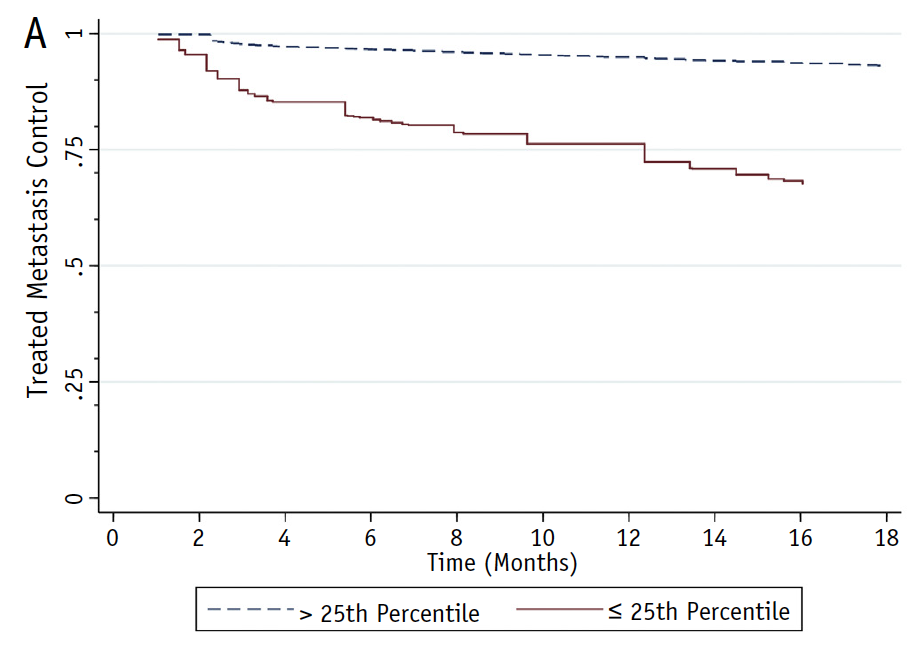 A
Treated Metastasis Control
1
.75
.5
.25
0
0 2 4 6 8 10 12 14 16 18
Time (Months)
> 25th Percentile ≤ 25th Percentile